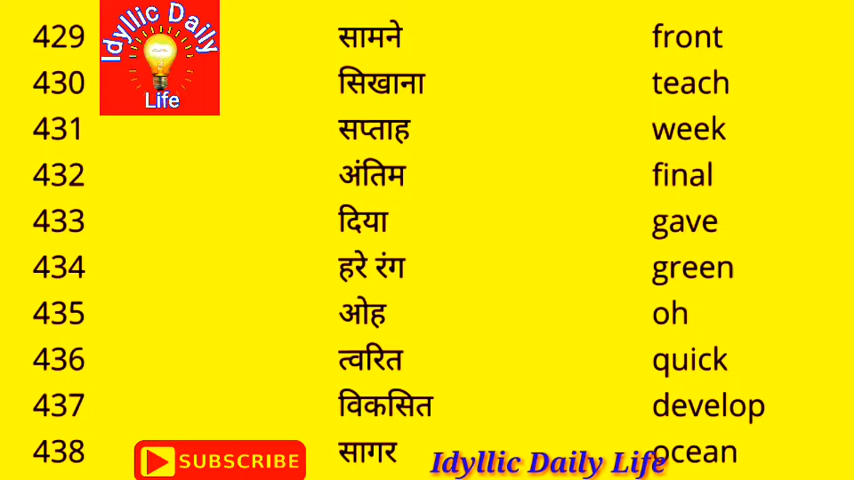 Idyllic Daily
Life
429 सामने front
430 सिखाना teach
431 सप्ताह week
432 अंतिम final
433 दिया gave
434 हरे रंग green
435 ओह oh
436 त्वरित quick
437 विकसित develop
438 सागर ocean
SUBSCRIBE
Idyllic Daily Life